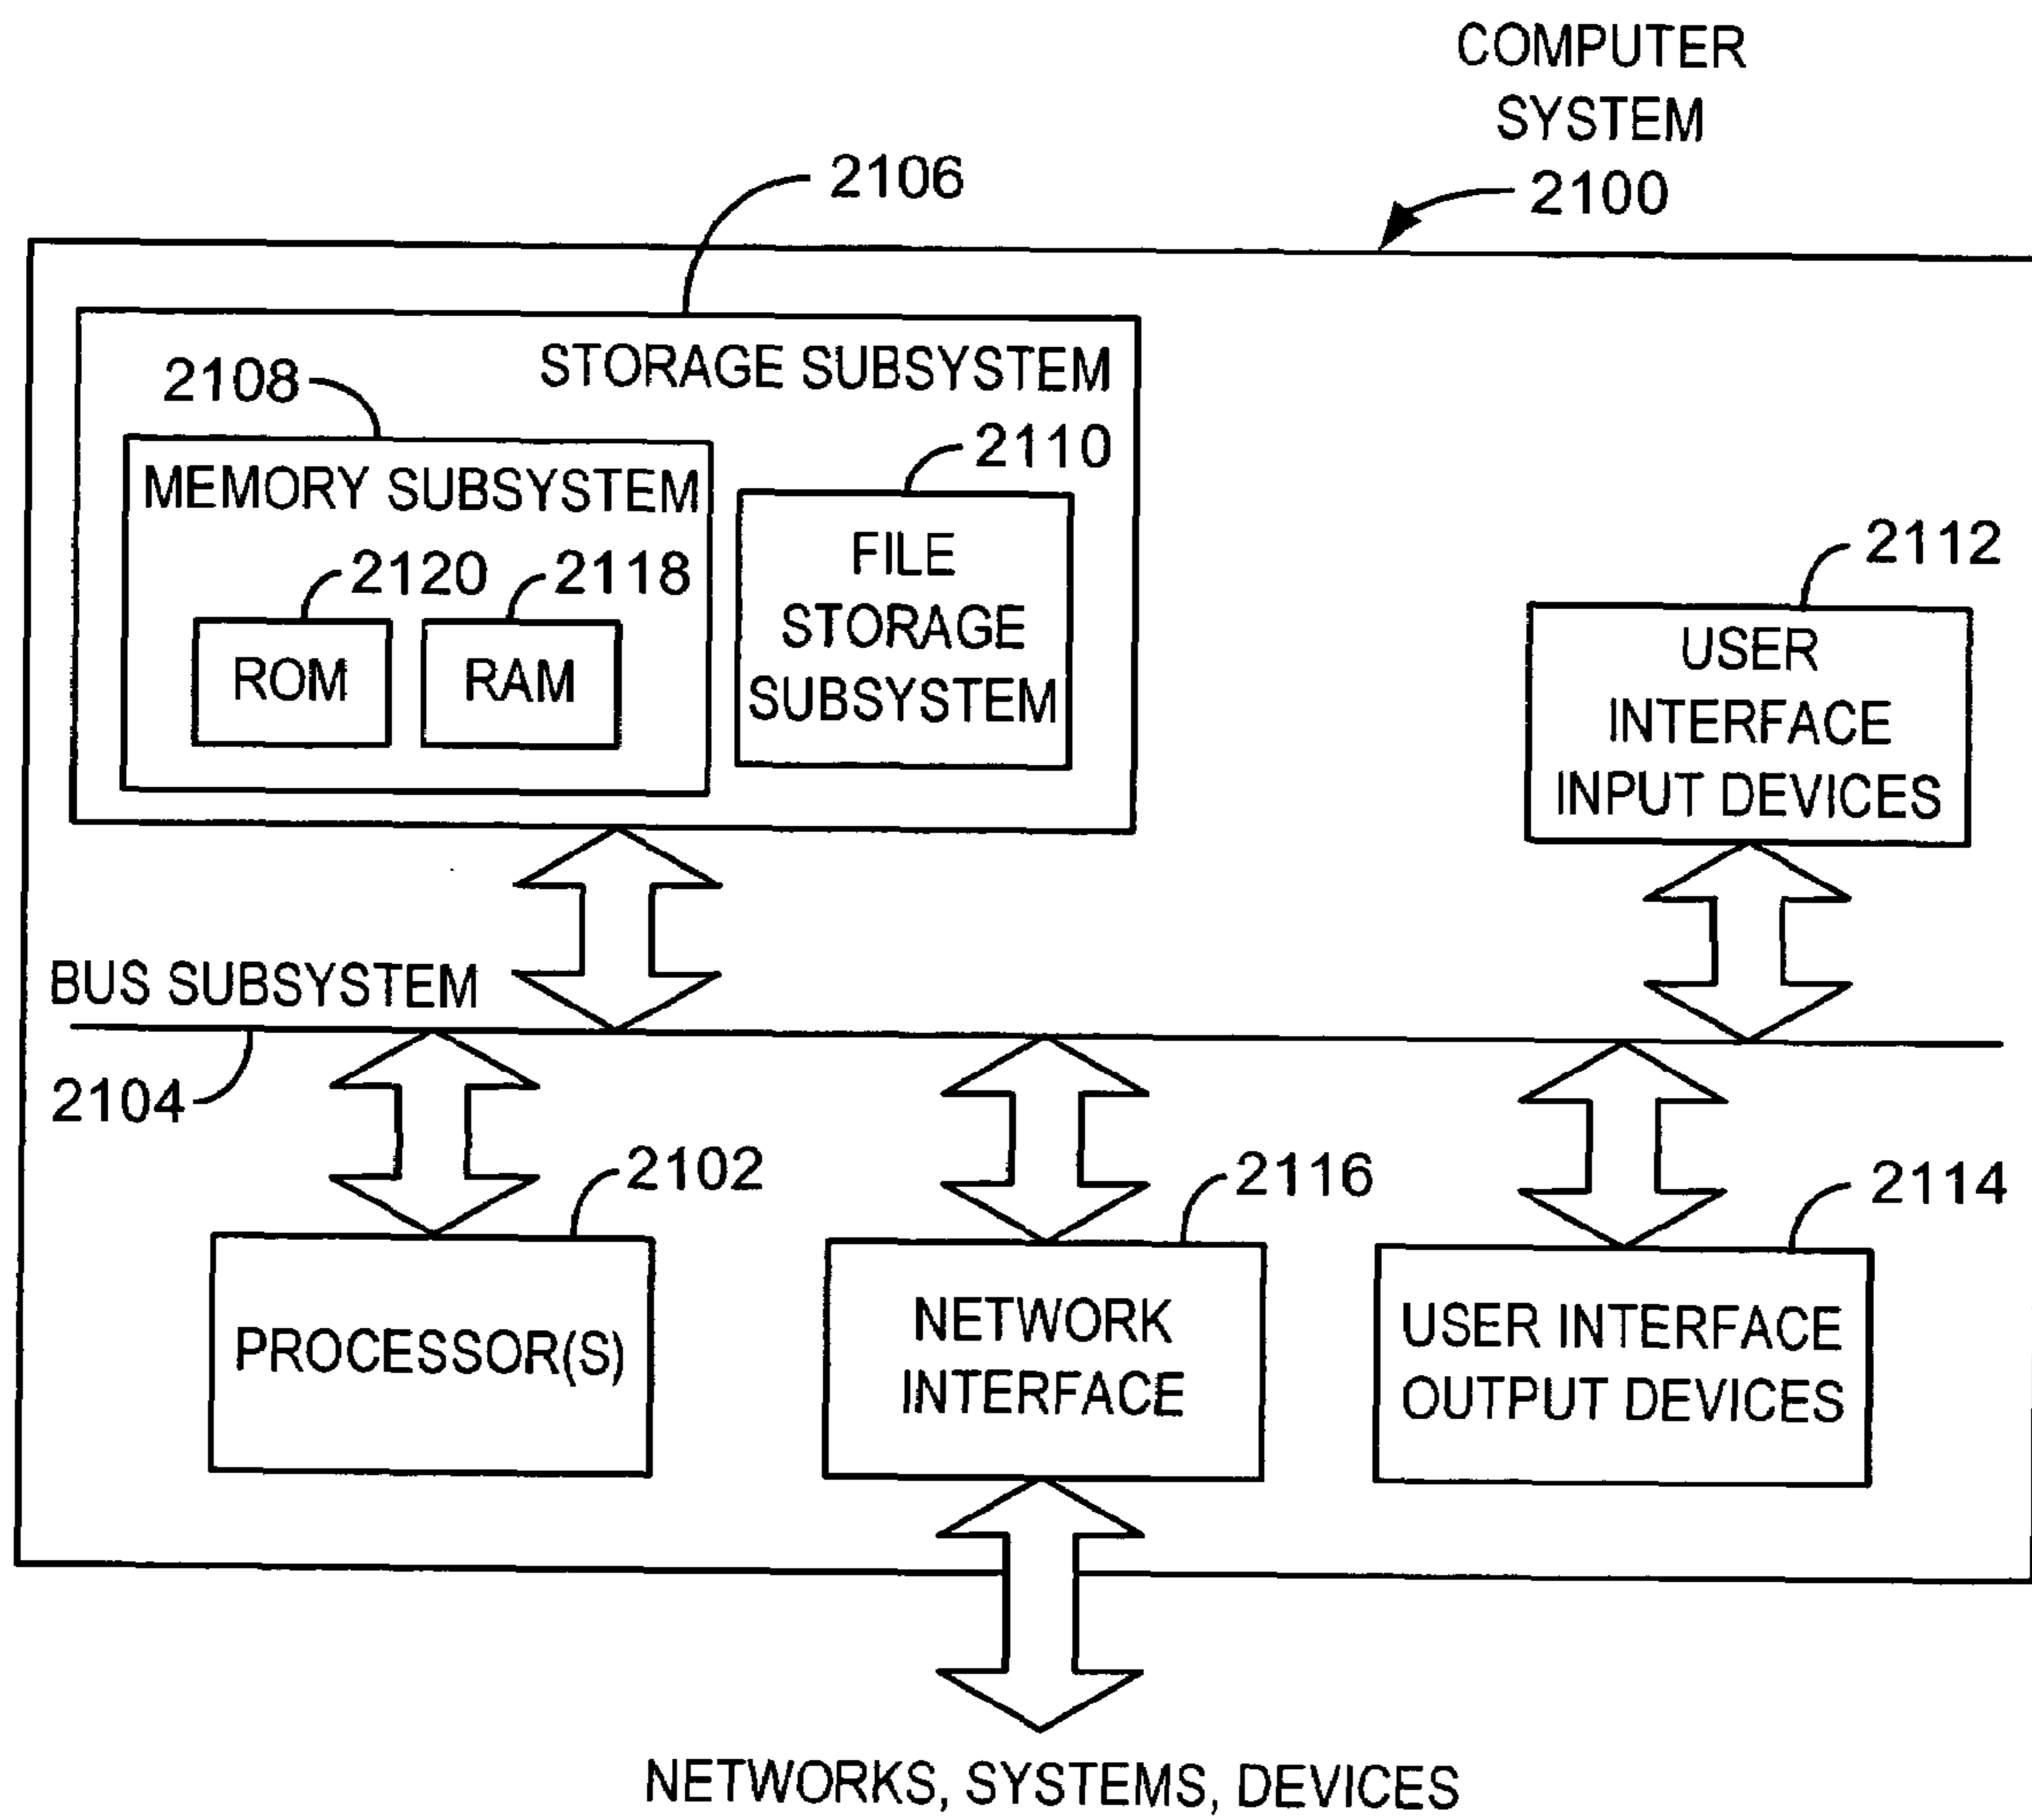 COMPUTER
SYSTEM
2100
2106
STORAGE SUBSYSTEM
2108
2110
MEMORY SUBSYSTEM
2120
2118
ROM
RAM
FILE
STORAGE
SUBSYSTEM
2112
USER
INTERFACE
INPUT DEVICES
BUS SUBSYSTEM
2104
2102
2116
2114
PROCESSOR(S)
NETWORK
INTERFACE
USER INTERFACE
OUTPUT DEVICES
NETWORKS, SYSTEMS, DEVICES